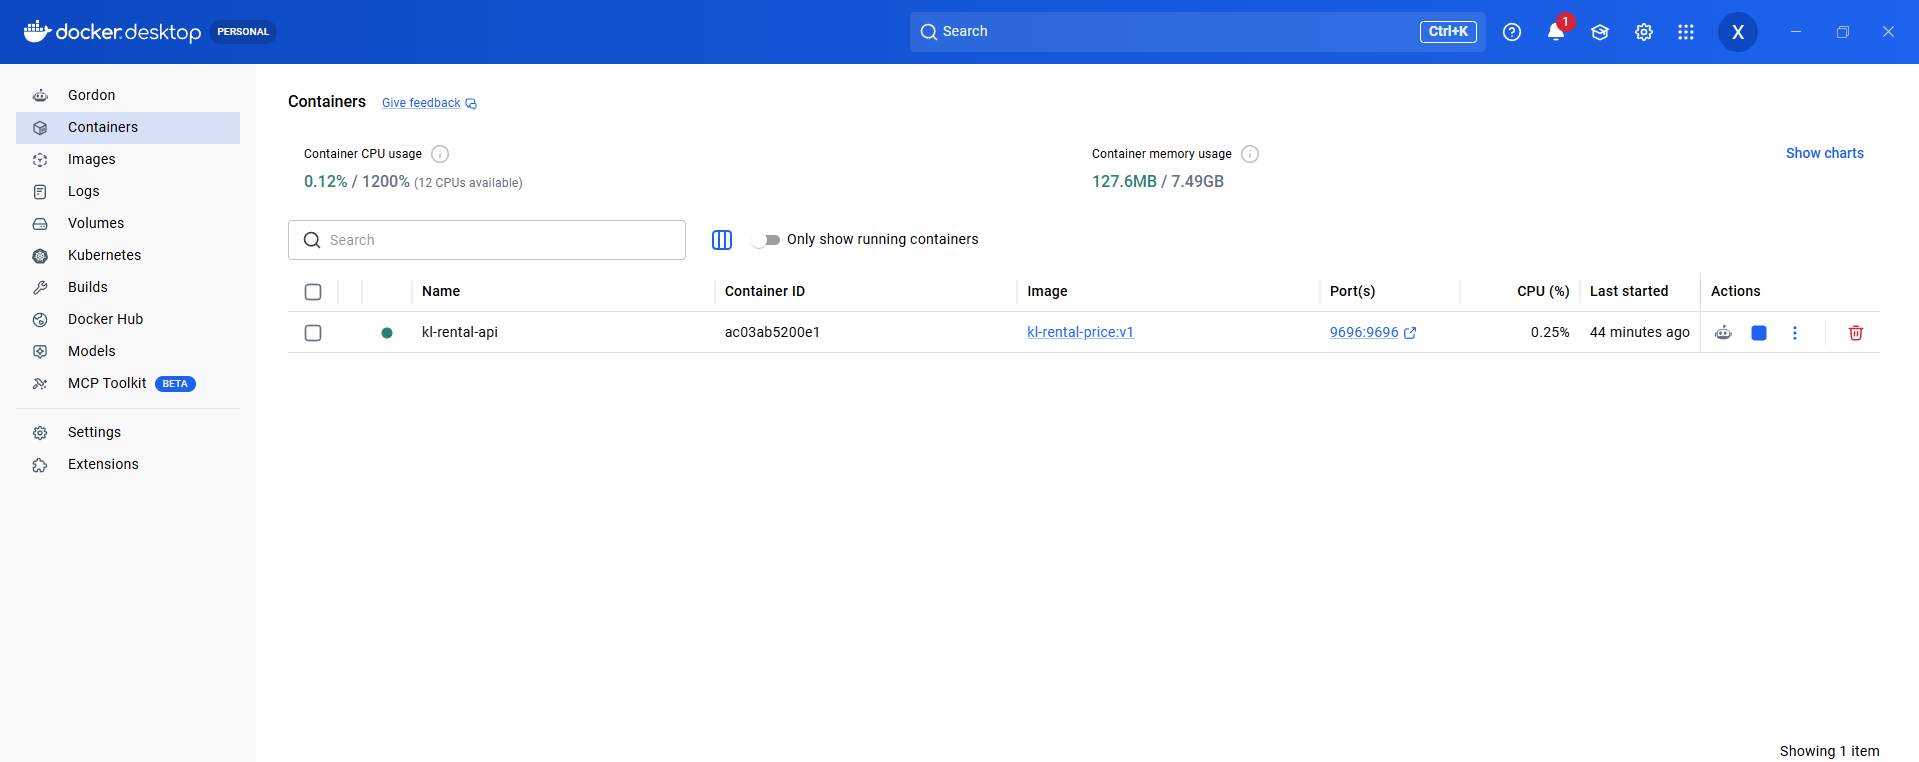 docker.desktop PERSONAL
Search Ctrl+K
1
X
Gordon
Containers
Images
Logs
Volumes
Kubernetes
Builds
Docker Hub
Models
MCP Toolkit BETA
Settings
Extensions
Containers Give feedback
Container CPU usage
0.12% / 1200% (12 CPUs available)
Container memory usage
127.6MB / 7.49GB
Show charts
Search
Only show running containers
Name Container ID Image Port(s) CPU (%) Last started Actions
kl-rental-api ac03ab5200e1 kl-rental-price:v1 9696:9696 0.25% 44 minutes ago
Showing 1 item